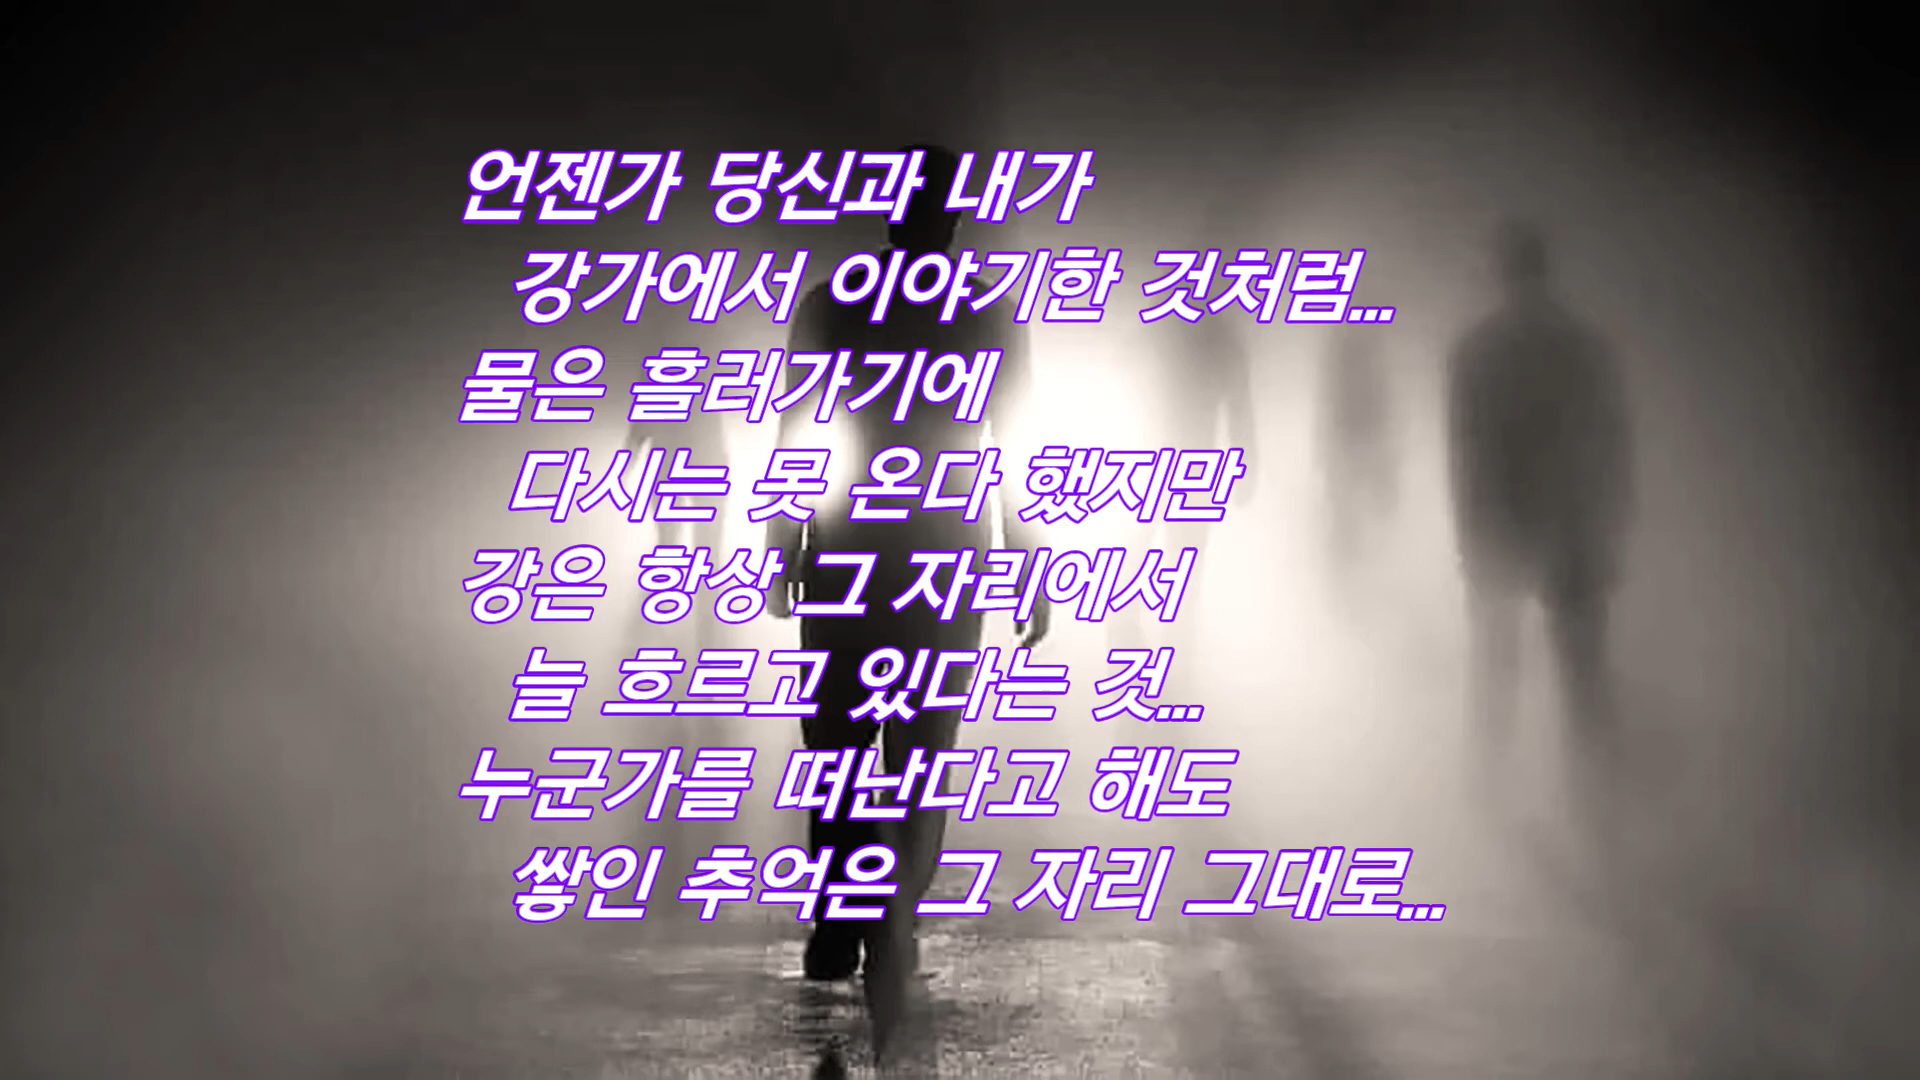 언젠가 당신과 내가
강가에서 이야기한 것처럼...
물은 흘러가기에
다시는 못 온다 했지만
강은 항상 그 자리에서
늘 흐르고 있다는 것...
누군가를 떠난다고 해도
쌓인 추억은 그 자리 그대로...